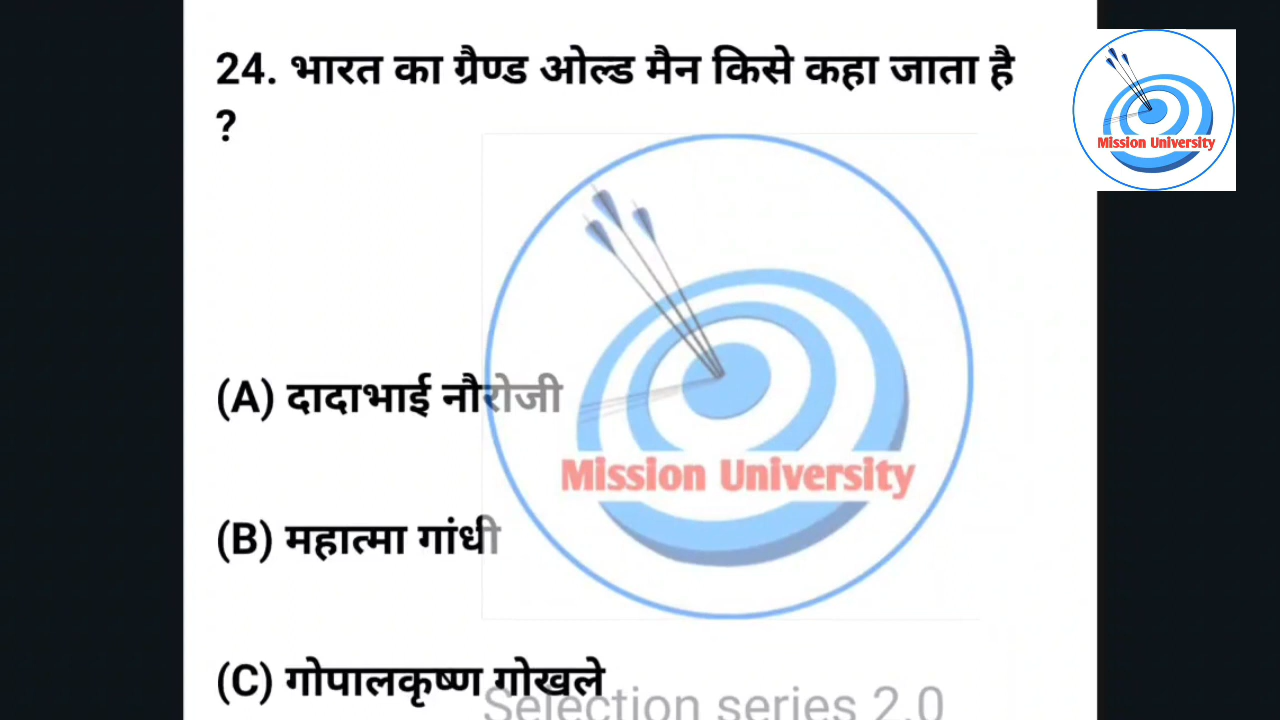 24. भारत का ग्रैण्ड ओल्ड मैन किसे कहा जाता है
?
Mission University
(A) दादाभाई नौरोजी
Mission University
(B) महात्मा गांधी
(C) गोपालकृष्ण गोखले
Selection series 2.0